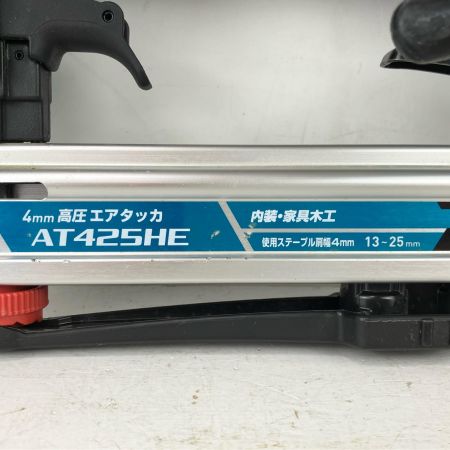 4mm 高圧 エアタッカ
AT425HE
内装・家具木工
使用ステープル肩幅4mm 13~25mm